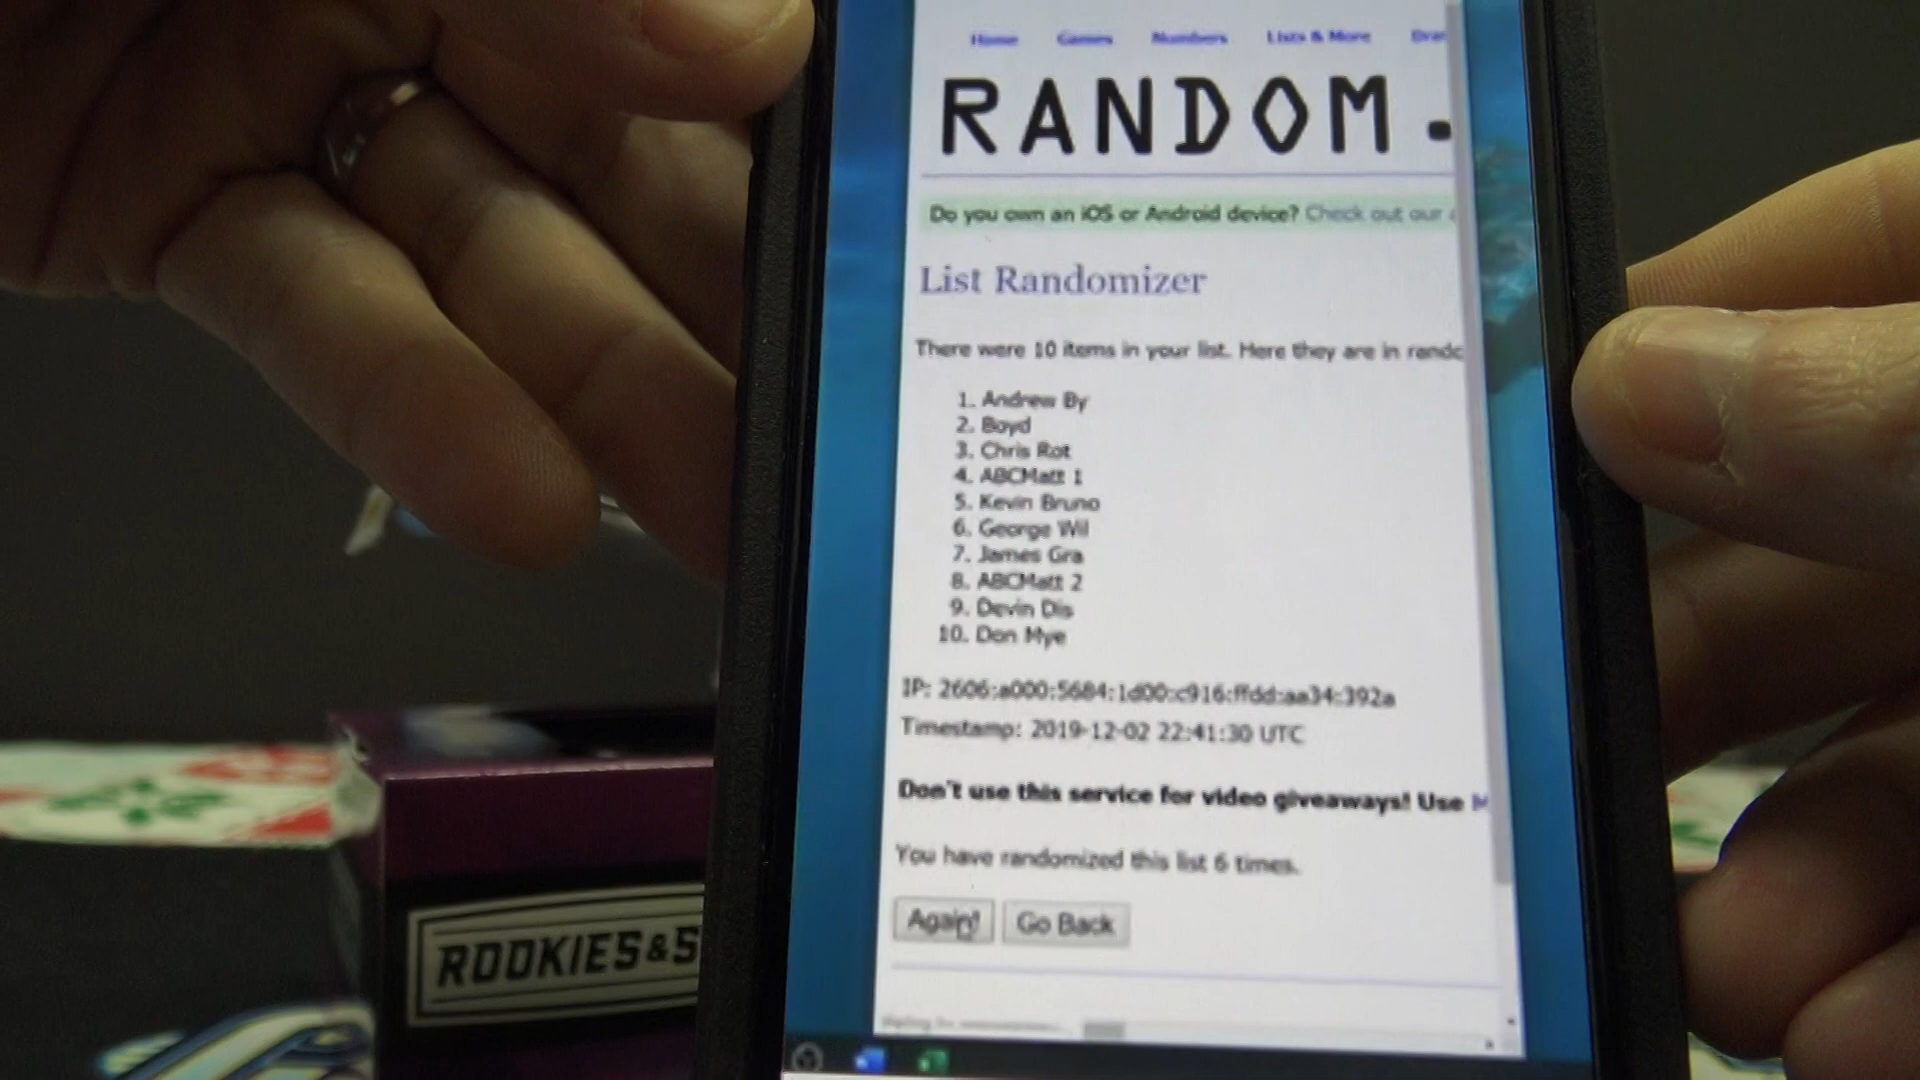 Home Games Numbers Lists & More
RANDOM.
Do you own an iOS or Android device? Check out our
List Randomizer
There were 10 items in your list. Here they are in rando
1. Andrew By
2. Boyd
3. Chris Rot
4. ABCMatt 1
5. Kevin Bruno
6. George Wil
7. James Gra
8. ABCMatt 2
9. Devin Dis
10. Don Mye
IP: 2606:a000:5684:1d00:c916:ffdd:aa34:392a
Timestamp: 2019-12-02 22:41:30 UTC
Don't use this service for video giveaways! Use
You have randomized this list 6 times.
Again! Go Back
ROOKIES&S